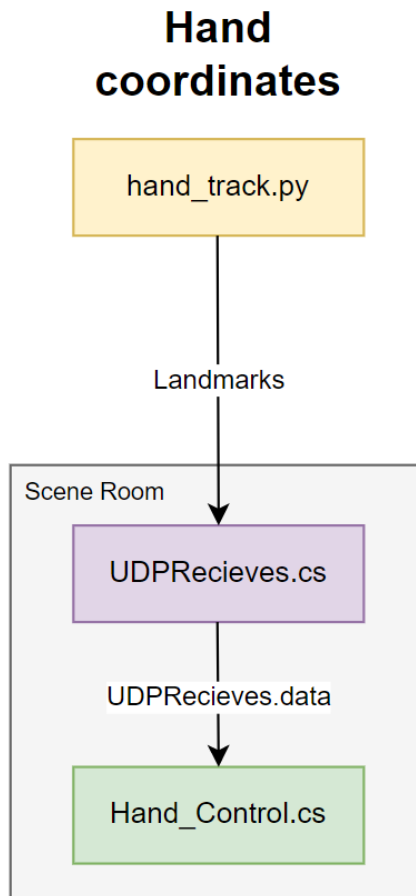 Hand
coordinates
hand_track.py
Landmarks
Scene Room
UDPRecieves.cs
UDPRecieves.data
Hand_Control.cs